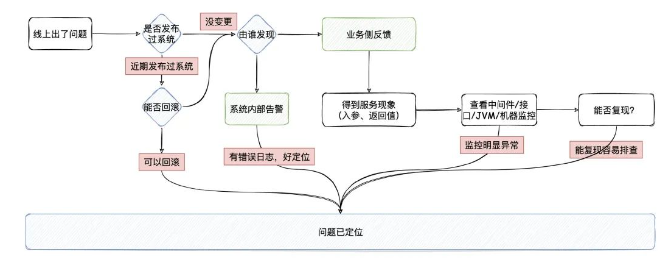 线上出了问题
是否发布
过系统
没变更
由谁发现
业务侧反馈
近期发布过系统
能否回滚
系统内部告警
得到服务现象
(入参、返回值)
查看中间件/接
口/JVM/机器监控
能否复现?
可以回滚
有错误日志，好定位
监控明显异常
能复现容易排查
问题已定位